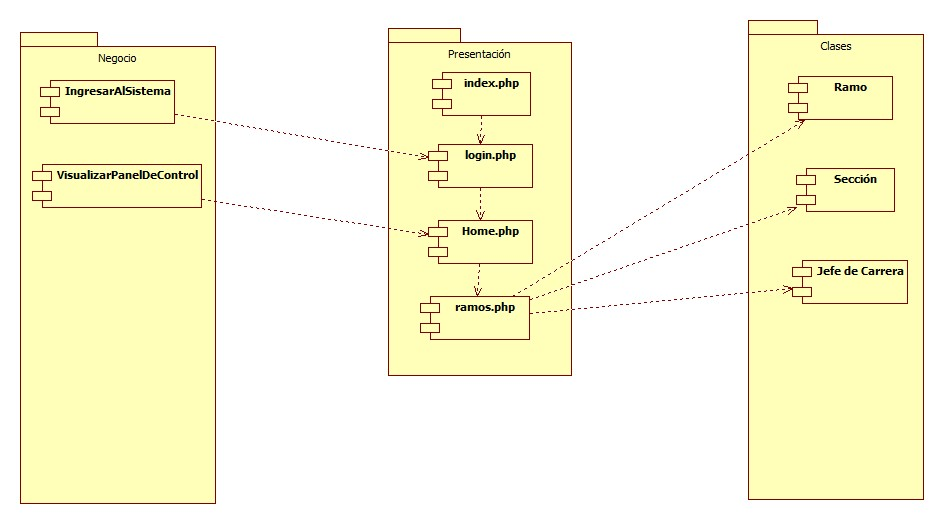 Negocio
IngresarAlSistema
VisualizarPanelDeControl
Presentación
index.php
login.php
Home.php
ramos.php
Clases
Ramo
Sección
Jefe de Carrera